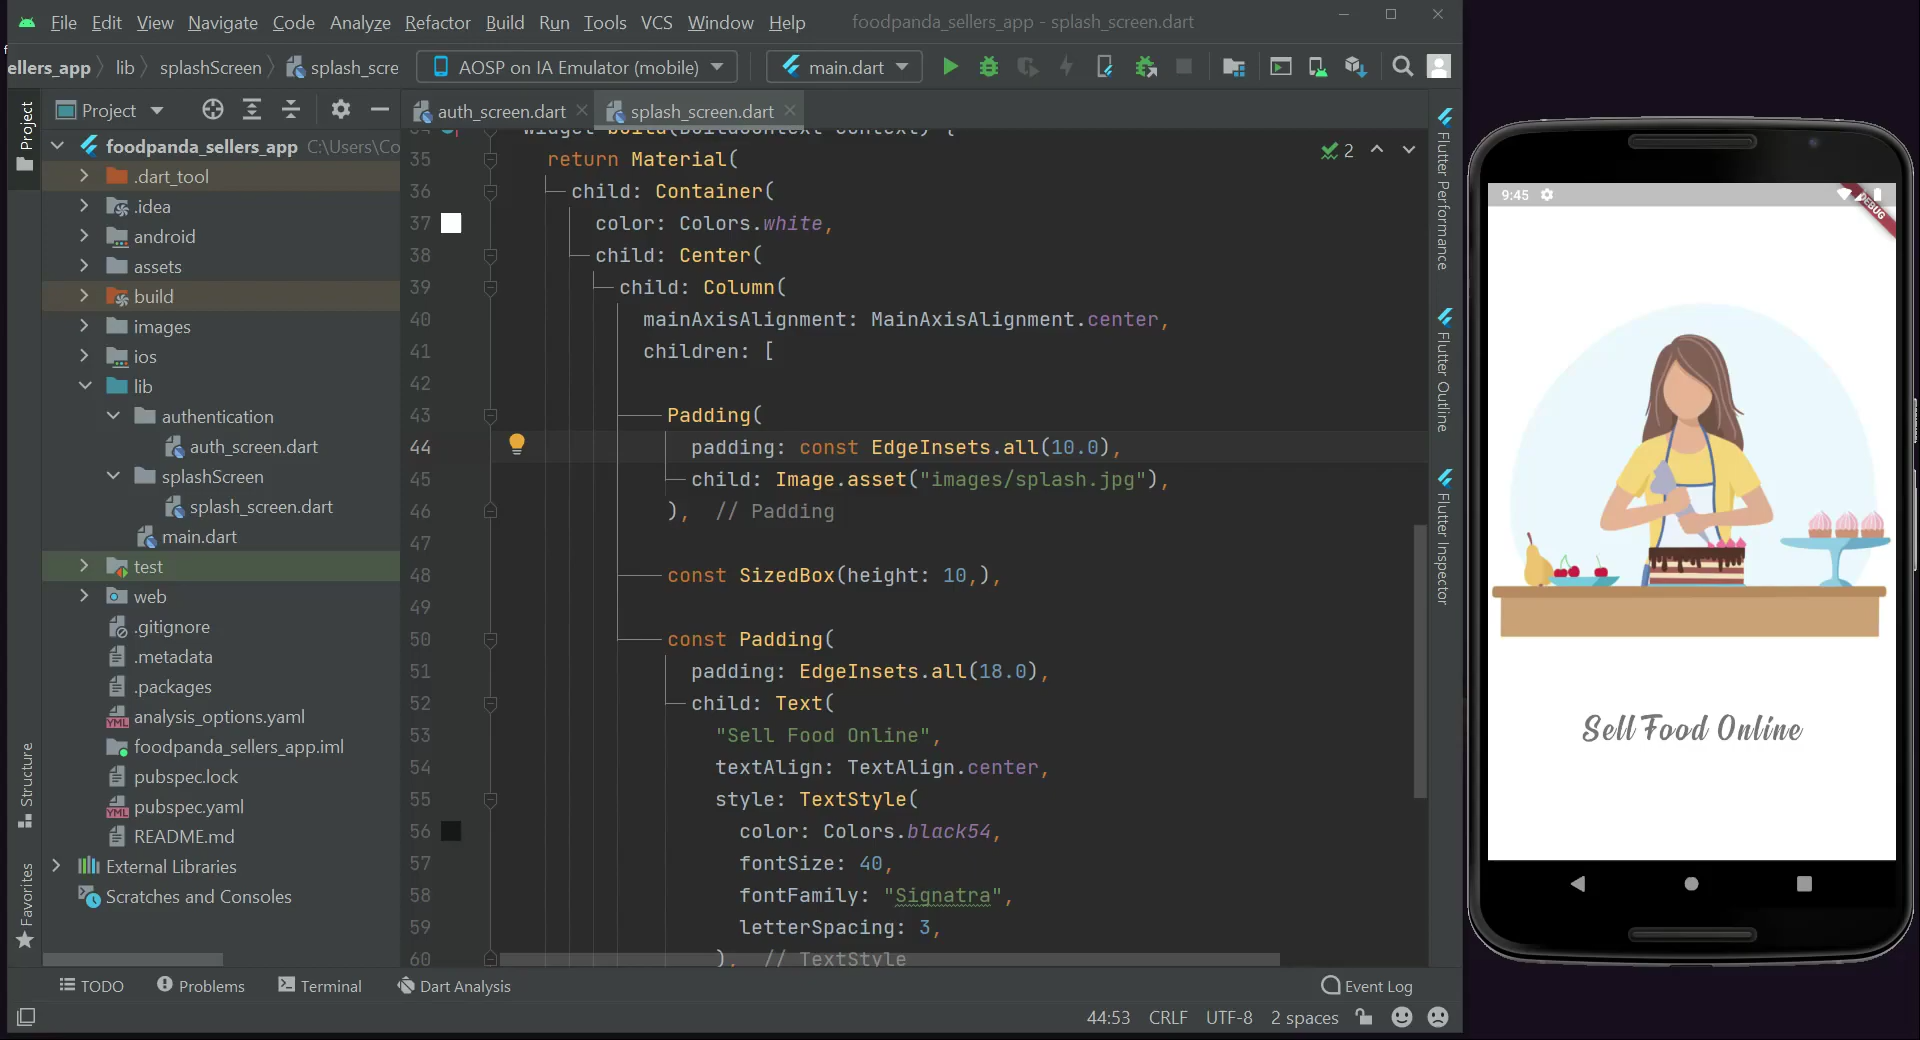 File Edit View Navigate Code Analyze Refactor Build Run Tools VCS Window Help foodpanda_sellers_app - splash_screen.dart
ellers_app lib splashScreen splash_scre AOSP on IA Emulator (mobile) main.dart
Project
auth_screen.dart splash_screen.dart
foodpanda_sellers_app C:\Users\Co
.dart_tool
.idea
android
assets
build
images
ios
lib
authentication
auth_screen.dart
splashScreen
splash_screen.dart
main.dart
test
web
.gitignore
.metadata
.packages
analysis_options.yaml
foodpanda_sellers_app.iml
pubspec.lock
pubspec.yaml
README.md
External Libraries
Scratches and Consoles
Project
Structure
Favorites
34 Widget build(BuildContext context) {
35 return Material(
36 child: Container(
37 color: Colors.white,
38 child: Center(
39 child: Column(
40 mainAxisAlignment: MainAxisAlignment.center,
41 children: [
42
43 Padding(
44 padding: const EdgeInsets.all(10.0),
45 child: Image.asset("images/splash.jpg"),
46 ), // Padding
47
48 const SizedBox(height: 10,),
49
50 const Padding(
51 padding: EdgeInsets.all(18.0),
52 child: Text(
53 "Sell Food Online",
54 textAlign: TextAlign.center,
55 style: TextStyle(
56 color: Colors.black54,
57 fontSize: 40,
58 fontFamily: "Signatra",
59 letterSpacing: 3,
60 ), // TextStyle
2
Flutter Performance
Flutter Outline
Flutter Inspector
TODO Problems Terminal Dart Analysis Event Log
44:53 CRLF UTF-8 2 spaces
9:45
DEBUG
Sell Food Online